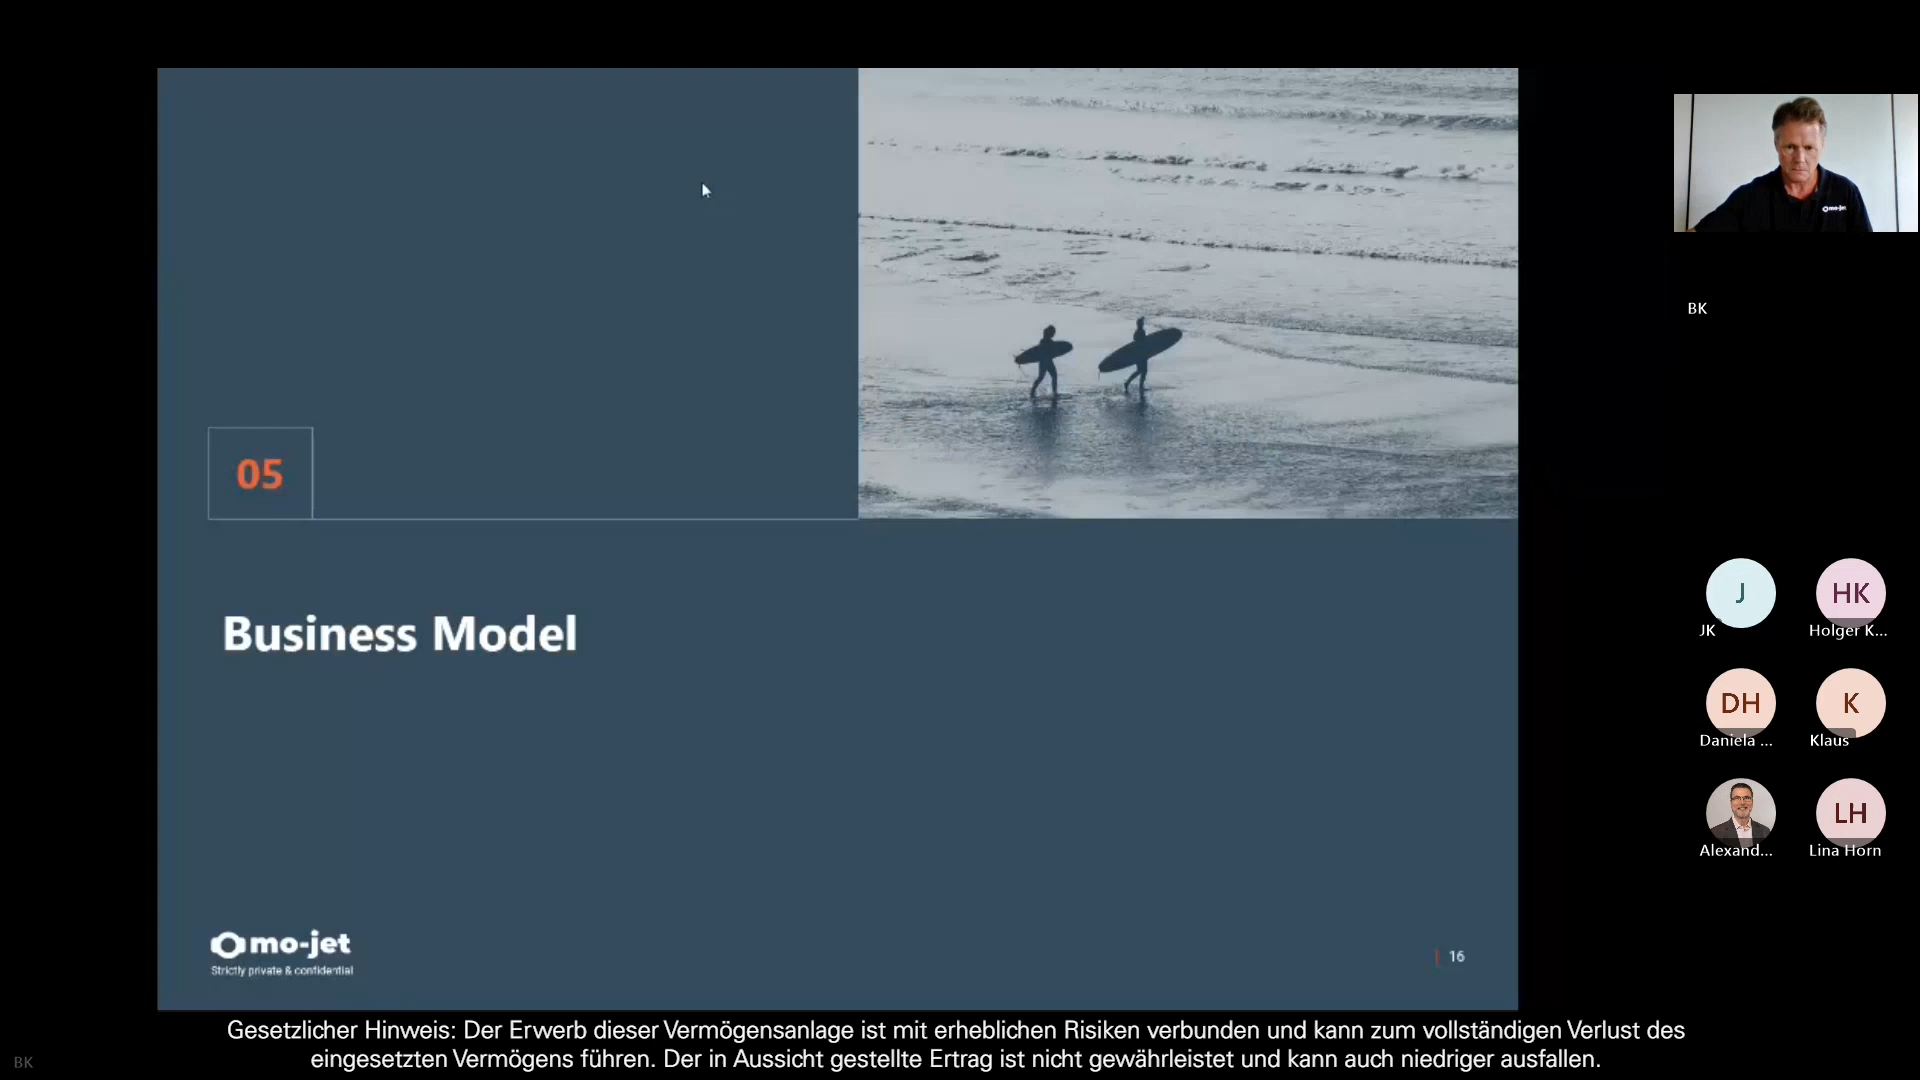 05
Business Model
mo-jet
Strictly private & confidential
16
mo-jet
BK
J
JK
HK
Holger K...
DH
Daniela ...
K
Klaus
Alexand...
LH
Lina Horn
Gesetzlicher Hinweis: Der Erwerb dieser Vermögensanlage ist mit erheblichen Risiken verbunden und kann zum vollständigen Verlust des
eingesetzten Vermögens führen. Der in Aussicht gestellte Ertrag ist nicht gewährleistet und kann auch niedriger ausfallen.
BK